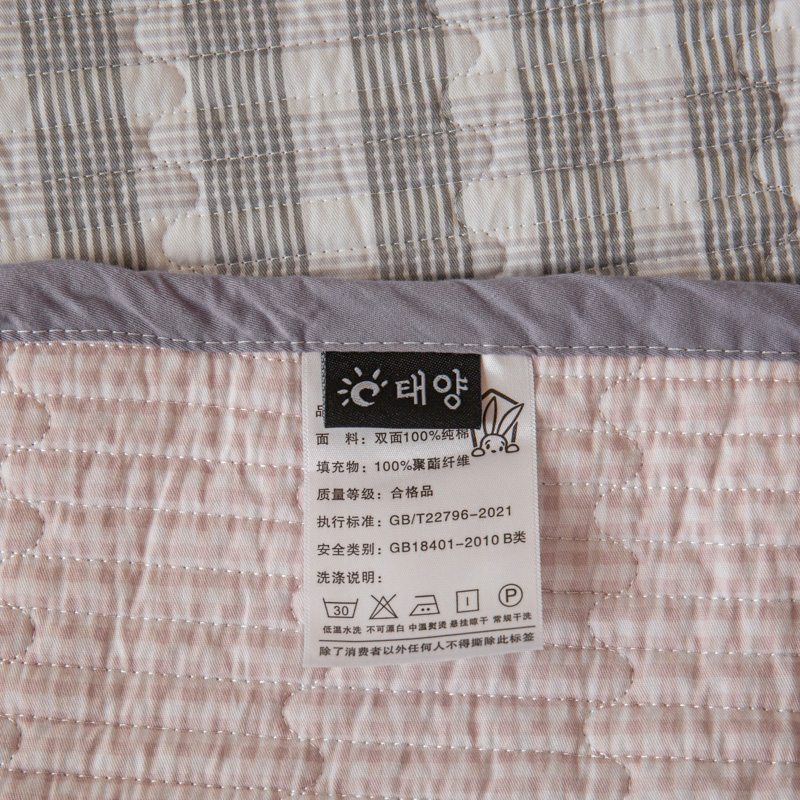 태양
面 料：双面100%纯棉
填充物：100%聚酯纤维
质量等级：合格品
执行标准：GB/T22796-2021
安全类别：GB18401-2010 B类
洗涤说明：
30 P
低温水洗 不可漂白 中温熨烫 悬挂晾干 常规干洗
除了消费者以外任何人不得撕除此标签